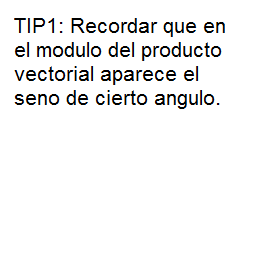 TIP1: Recordar que en
el modulo del producto
vectorial aparece el
seno de cierto angulo.